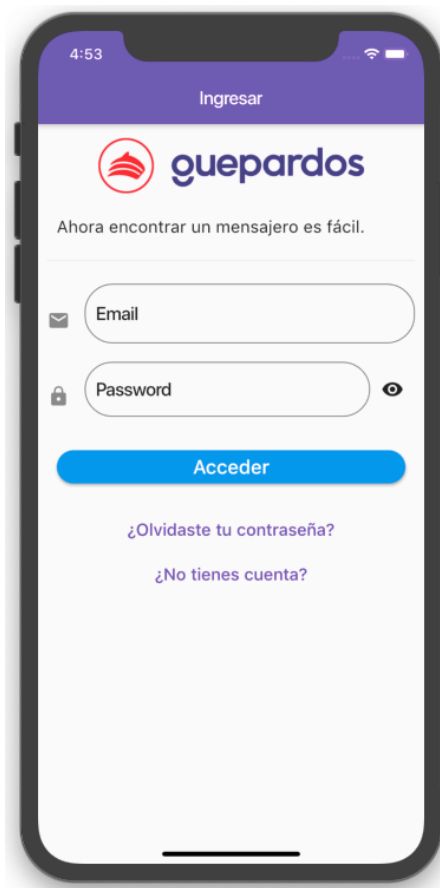 4:53
Ingresar
guepardos
Ahora encontrar un mensajero es fácil.
Email
Password
Acceder
¿Olvidaste tu contraseña?
¿No tienes cuenta?